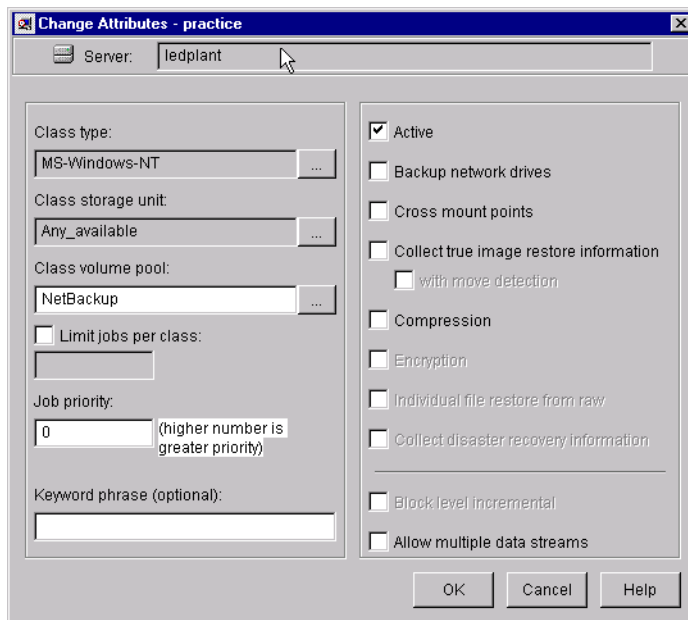 Change Attributes - practice
Server: ledplant
Class type:
MS-Windows-NT ...
Class storage unit:
Any_available ...
Class volume pool:
NetBackup ...
Limit jobs per class:
Job priority:
0 (higher number is
greater priority)
Keyword phrase (optional):
Active
Backup network drives
Cross mount points
Collect true image restore information
with move detection
Compression
Encryption
Individual file restore from raw
Collect disaster recovery information
Block level incremental
Allow multiple data streams
OK Cancel Help